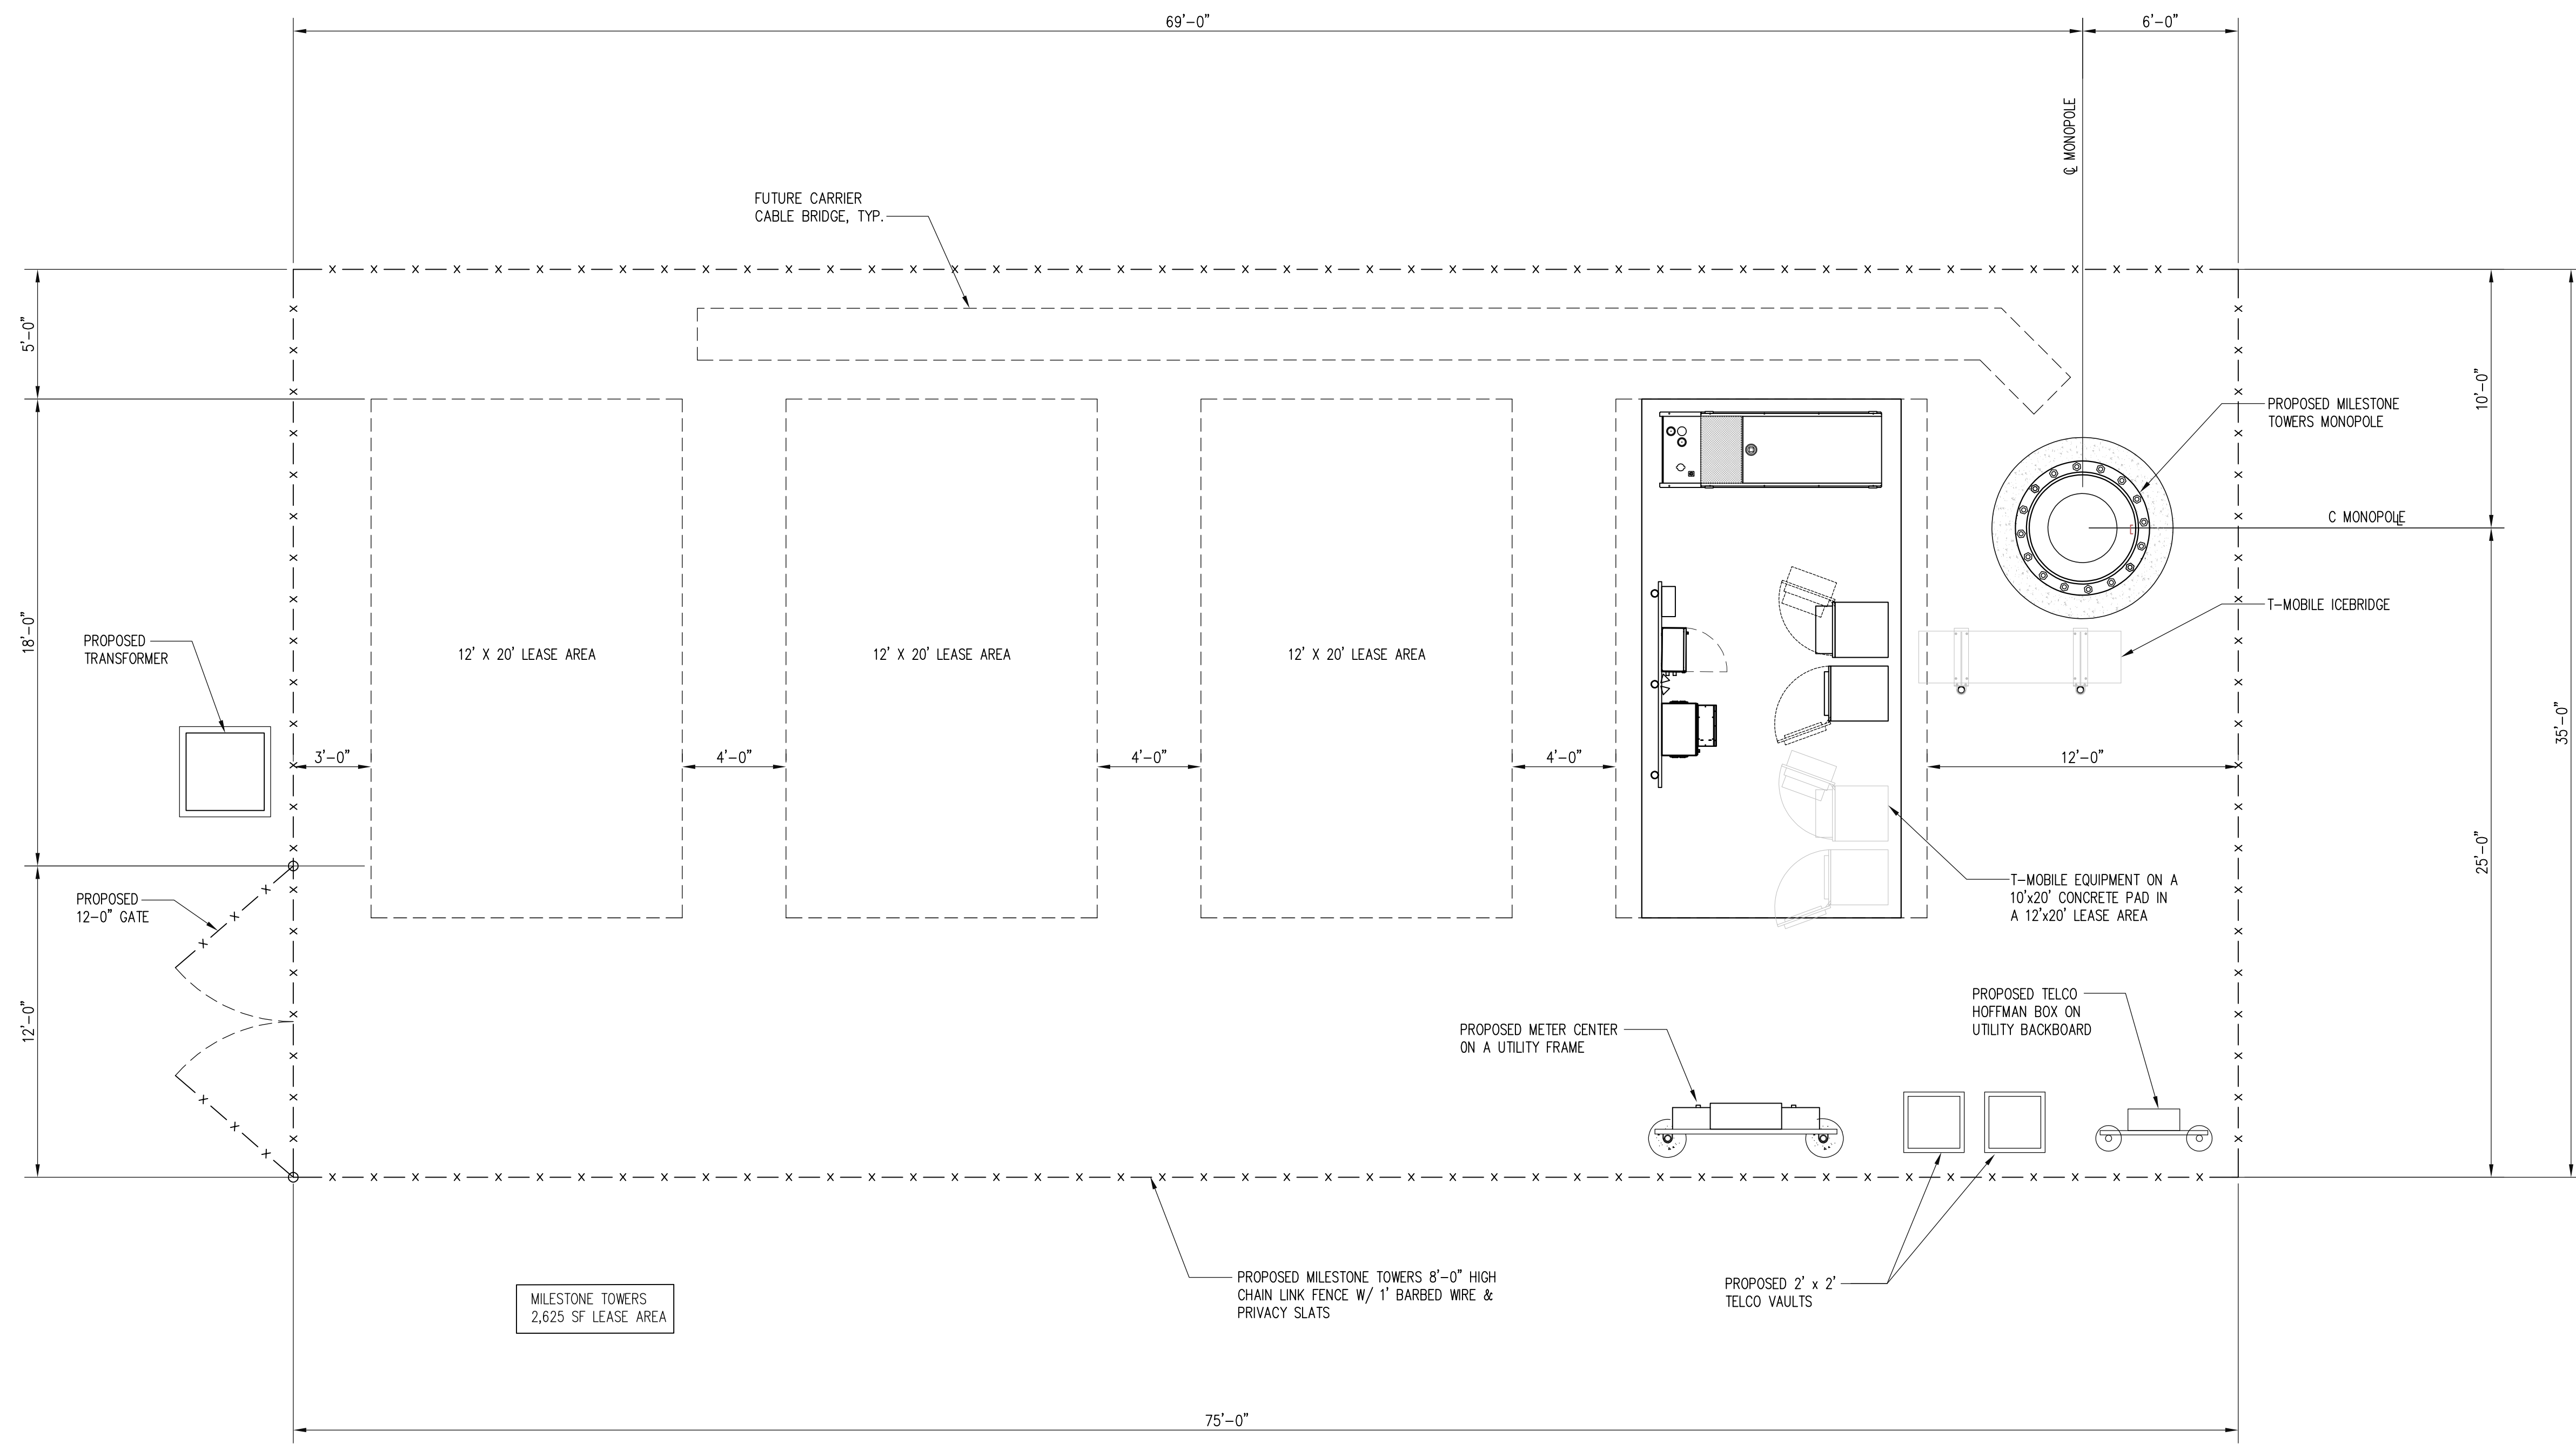 69'-0"
6'-0"
℄ MONOPOLE
FUTURE CARRIER
CABLE BRIDGE, TYP.
5'-0"
10'-0"
PROPOSED MILESTONE
TOWERS MONOPOLE
C MONOPOLE
L
18'-0"
T-MOBILE ICEBRIDGE
PROPOSED
TRANSFORMER
12' X 20' LEASE AREA
12' X 20' LEASE AREA
12' X 20' LEASE AREA
35'-0"
3'-0"
4'-0"
4'-0"
4'-0"
12'-0"
25'-0"
T-MOBILE EQUIPMENT ON A
10'x20' CONCRETE PAD IN
A 12'x20' LEASE AREA
PROPOSED
12-0" GATE
12'-0"
PROPOSED METER CENTER
ON A UTILITY FRAME
PROPOSED TELCO
HOFFMAN BOX ON
UTILITY BACKBOARD
PROPOSED MILESTONE TOWERS 8'-0" HIGH
CHAIN LINK FENCE W/ 1' BARBED WIRE &
PRIVACY SLATS
PROPOSED 2' x 2'
TELCO VAULTS
MILESTONE TOWERS
2,625 SF LEASE AREA
75'-0"